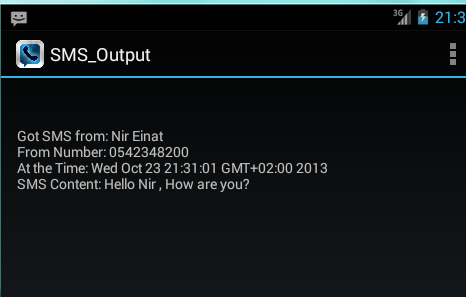 3G 21:3
SMS_Output
Got SMS from: Nir Einat
From Number: 0542348200
At the Time: Wed Oct 23 21:31:01 GMT+02:00 2013
SMS Content: Hello Nir , How are you?